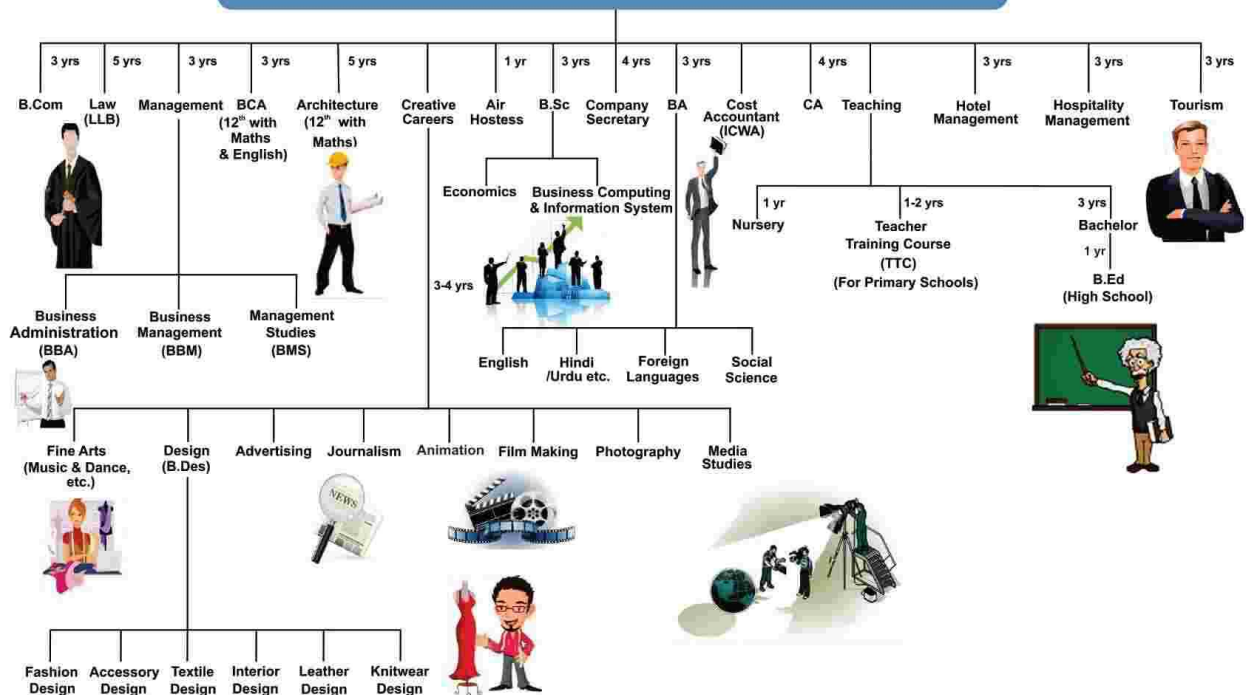 3 yrs
5 yrs
3 yrs
3 yrs
5 yrs
1 yr
3 yrs
4 yrs
3 yrs
4 yrs
3 yrs
3 yrs
3 yrs
B.Com
Law
(LLB)
Management
BCA
(12th with
Maths
& English)
Architecture
(12th with
Maths)
Creative
Careers
Air
Hostess
B.Sc
Company
Secretary
BA
Cost
Accountant
(ICWA)
CA
Teaching
Hotel
Management
Hospitality
Management
Tourism
Economics
Business Computing
& Information System
1 yr
Nursery
1-2 yrs
Teacher
Training Course
(TTC)
(For Primary Schools)
3 yrs
Bachelor
1 yr
B.Ed
(High School)
3-4 yrs
Business
Administration
(BBA)
Business
Management
(BBM)
Management
Studies
(BMS)
English
Hindi
/Urdu etc.
Foreign
Languages
Social
Science
Fine Arts
(Music & Dance,
etc.)
Design
(B.Des)
Advertising
Journalism
Animation
Film Making
Photography
Media
Studies
NEWS
Fashion
Design
Accessory
Design
Textile
Design
Interior
Design
Leather
Design
Knitwear
Design